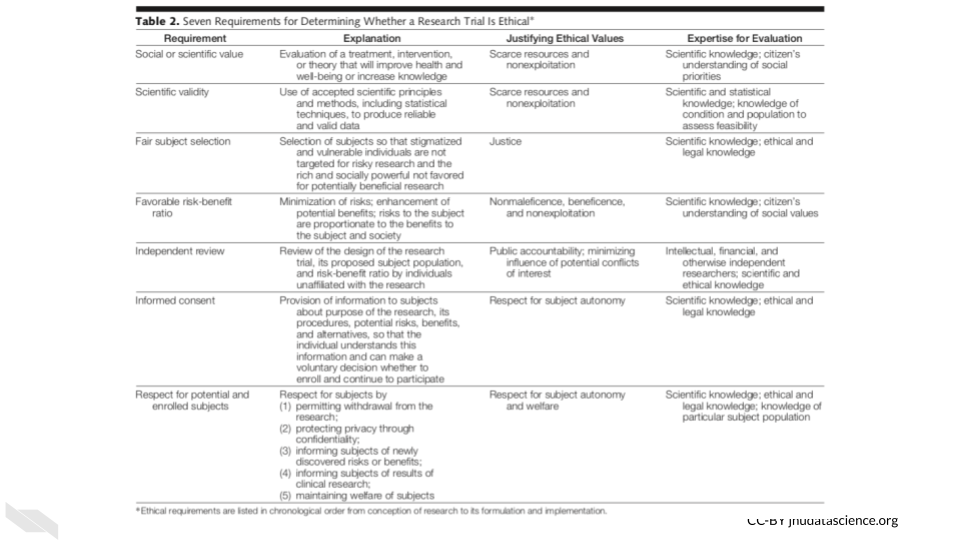 Table 2. Seven Requirements for Determining Whether a Research Trial Is Ethical*
Requirement Explanation Justifying Ethical Values Expertise for Evaluation
Social or scientific value
Evaluation of a treatment, intervention,
or theory that will improve health and
well-being or increase knowledge
Scarce resources and
nonexploitation
Scientific knowledge; citizen's
understanding of social
priorities
Scientific validity
Use of accepted scientific principles
and methods, including statistical
techniques, to produce reliable
and valid data
Scarce resources and
nonexploitation
Scientific and statistical
knowledge; knowledge of
condition and population to
assess feasibility
Fair subject selection
Selection of subjects so that stigmatized
and vulnerable individuals are not
targeted for risky research and the
rich and socially powerful not favored
for potentially beneficial research
Justice
Scientific knowledge; ethical and
legal knowledge
Favorable risk-benefit
ratio
Minimization of risks; enhancement of
potential benefits; risks to the subject
are proportionate to the benefits to
the subject and society
Nonmaleficence, beneficence,
and nonexploitation
Scientific knowledge; citizen's
understanding of social values
Independent review
Review of the design of the research
trial, its proposed subject population,
and risk-benefit ratio by individuals
unaffiliated with the research
Public accountability; minimizing
influence of potential conflicts
of interest
Intellectual, financial, and
otherwise independent
researchers; scientific and
ethical knowledge
Informed consent
Provision of information to subjects
about purpose of the research, its
procedures, potential risks, benefits,
and alternatives, so that the
individual understands this
information and can make a
voluntary decision whether to
enroll and continue to participate
Respect for subject autonomy
Scientific knowledge; ethical and
legal knowledge
Respect for potential and
enrolled subjects
Respect for subjects by
(1) permitting withdrawal from the
research;
(2) protecting privacy through
confidentiality;
(3) informing subjects of newly
discovered risks or benefits;
(4) informing subjects of results of
clinical research;
(5) maintaining welfare of subjects
Respect for subject autonomy
and welfare
Scientific knowledge; ethical and
legal knowledge; knowledge of
particular subject population
*Ethical requirements are listed in chronological order from conception of research to its formulation and implementation.
CC-BY jhudatascience.org